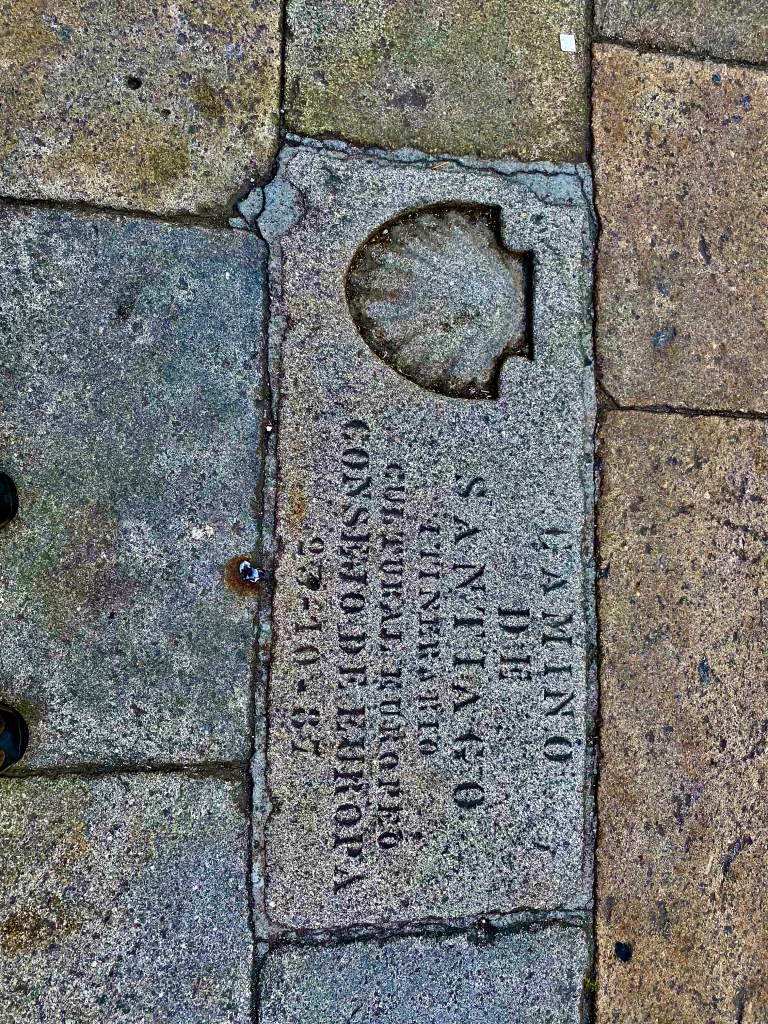 CAMINO
DE
SANTIAGO
ITINERARIO
CULTURAL EUROPEO
CONSEJO DE EUROPA
23-10-87